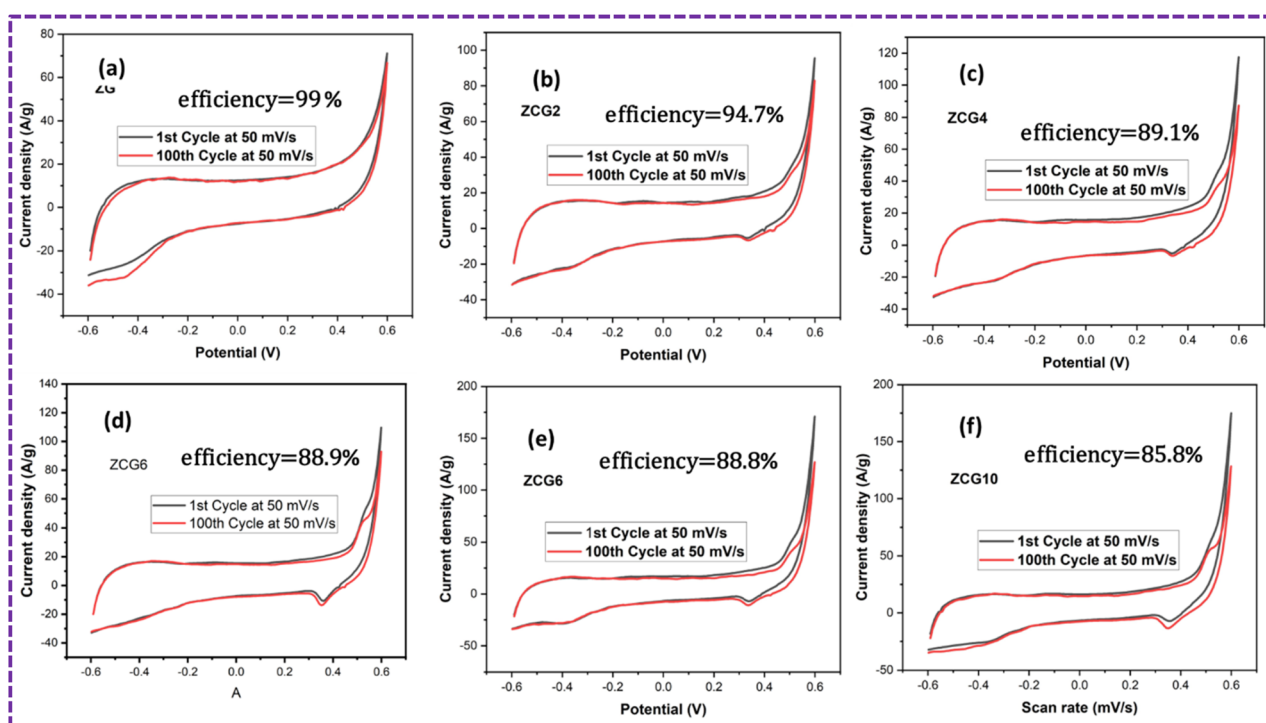 (a)
ZG
efficiency=99%
1st Cycle at 50 mV/s
100th Cycle at 50 mV/s
Current density (A/g)
80
60
40
20
0
-20
-40
-0.6 -0.4 -0.2 0.0 0.2 0.4 0.6
Potential (V)
(b)
ZCG2
efficiency=94.7%
1st Cycle at 50 mV/s
100th Cycle at 50 mV/s
Current density (A/g)
100
80
60
40
20
0
-20
-40
-0.6 -0.4 -0.2 0.0 0.2 0.4 0.6
Potential (V)
(c)
ZCG4
efficiency=89.1%
1st Cycle at 50 mV/s
100th Cycle at 50 mV/s
Current density (A/g)
120
100
80
60
40
20
0
-20
-40
-0.6 -0.4 -0.2 0.0 0.2 0.4 0.6
Potential (V)
(d)
ZCG6
efficiency=88.9%
1st Cycle at 50 mV/s
100th Cycle at 50 mV/s
Current density (A/g)
140
120
100
80
60
40
20
0
-20
-40
-0.6 -0.4 -0.2 0.0 0.2 0.4 0.6
A
(e)
ZCG6
efficiency=88.8%
1st Cycle at 50 mV/s
100th Cycle at 50 mV/s
Current density (A/g)
200
150
100
50
0
-50
-0.6 -0.4 -0.2 0.0 0.2 0.4 0.6
Potential (V)
(f)
ZCG10
efficiency=85.8%
1st Cycle at 50 mV/s
100th Cycle at 50 mV/s
Current density (A/g)
200
150
100
50
0
-50
-0.6 -0.4 -0.2 0.0 0.2 0.4 0.6
Scan rate (mV/s)